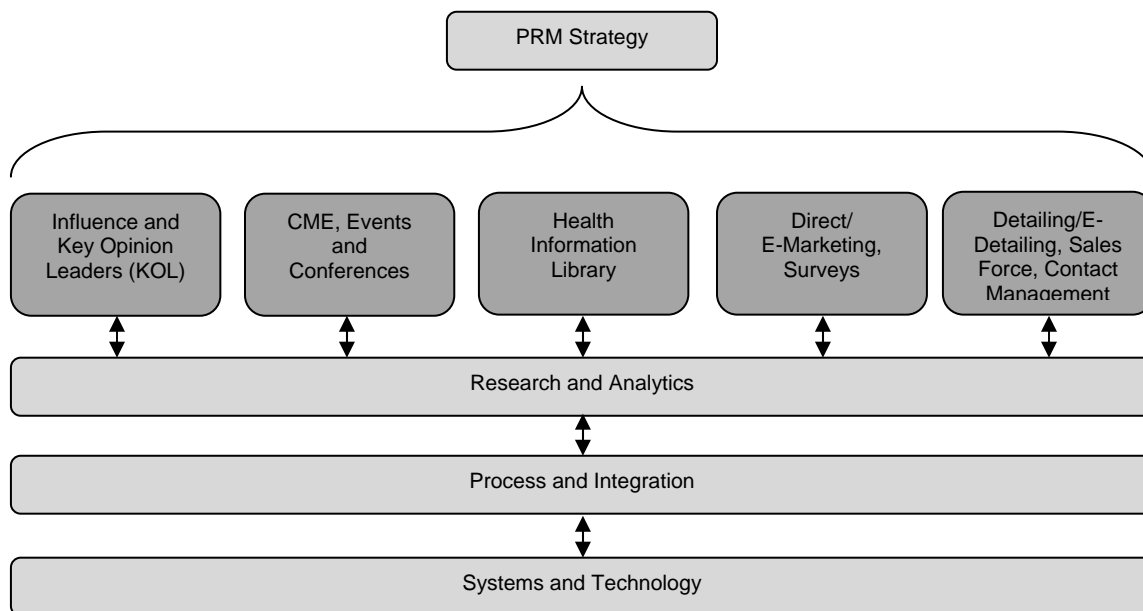 PRM Strategy
Influence and
Key Opinion
Leaders (KOL)
CME, Events
and
Conferences
Health
Information
Library
Direct/
E-Marketing,
Surveys
Detailing/E-
Detailing, Sales
Force, Contact
Management
Research and Analytics
Process and Integration
Systems and Technology